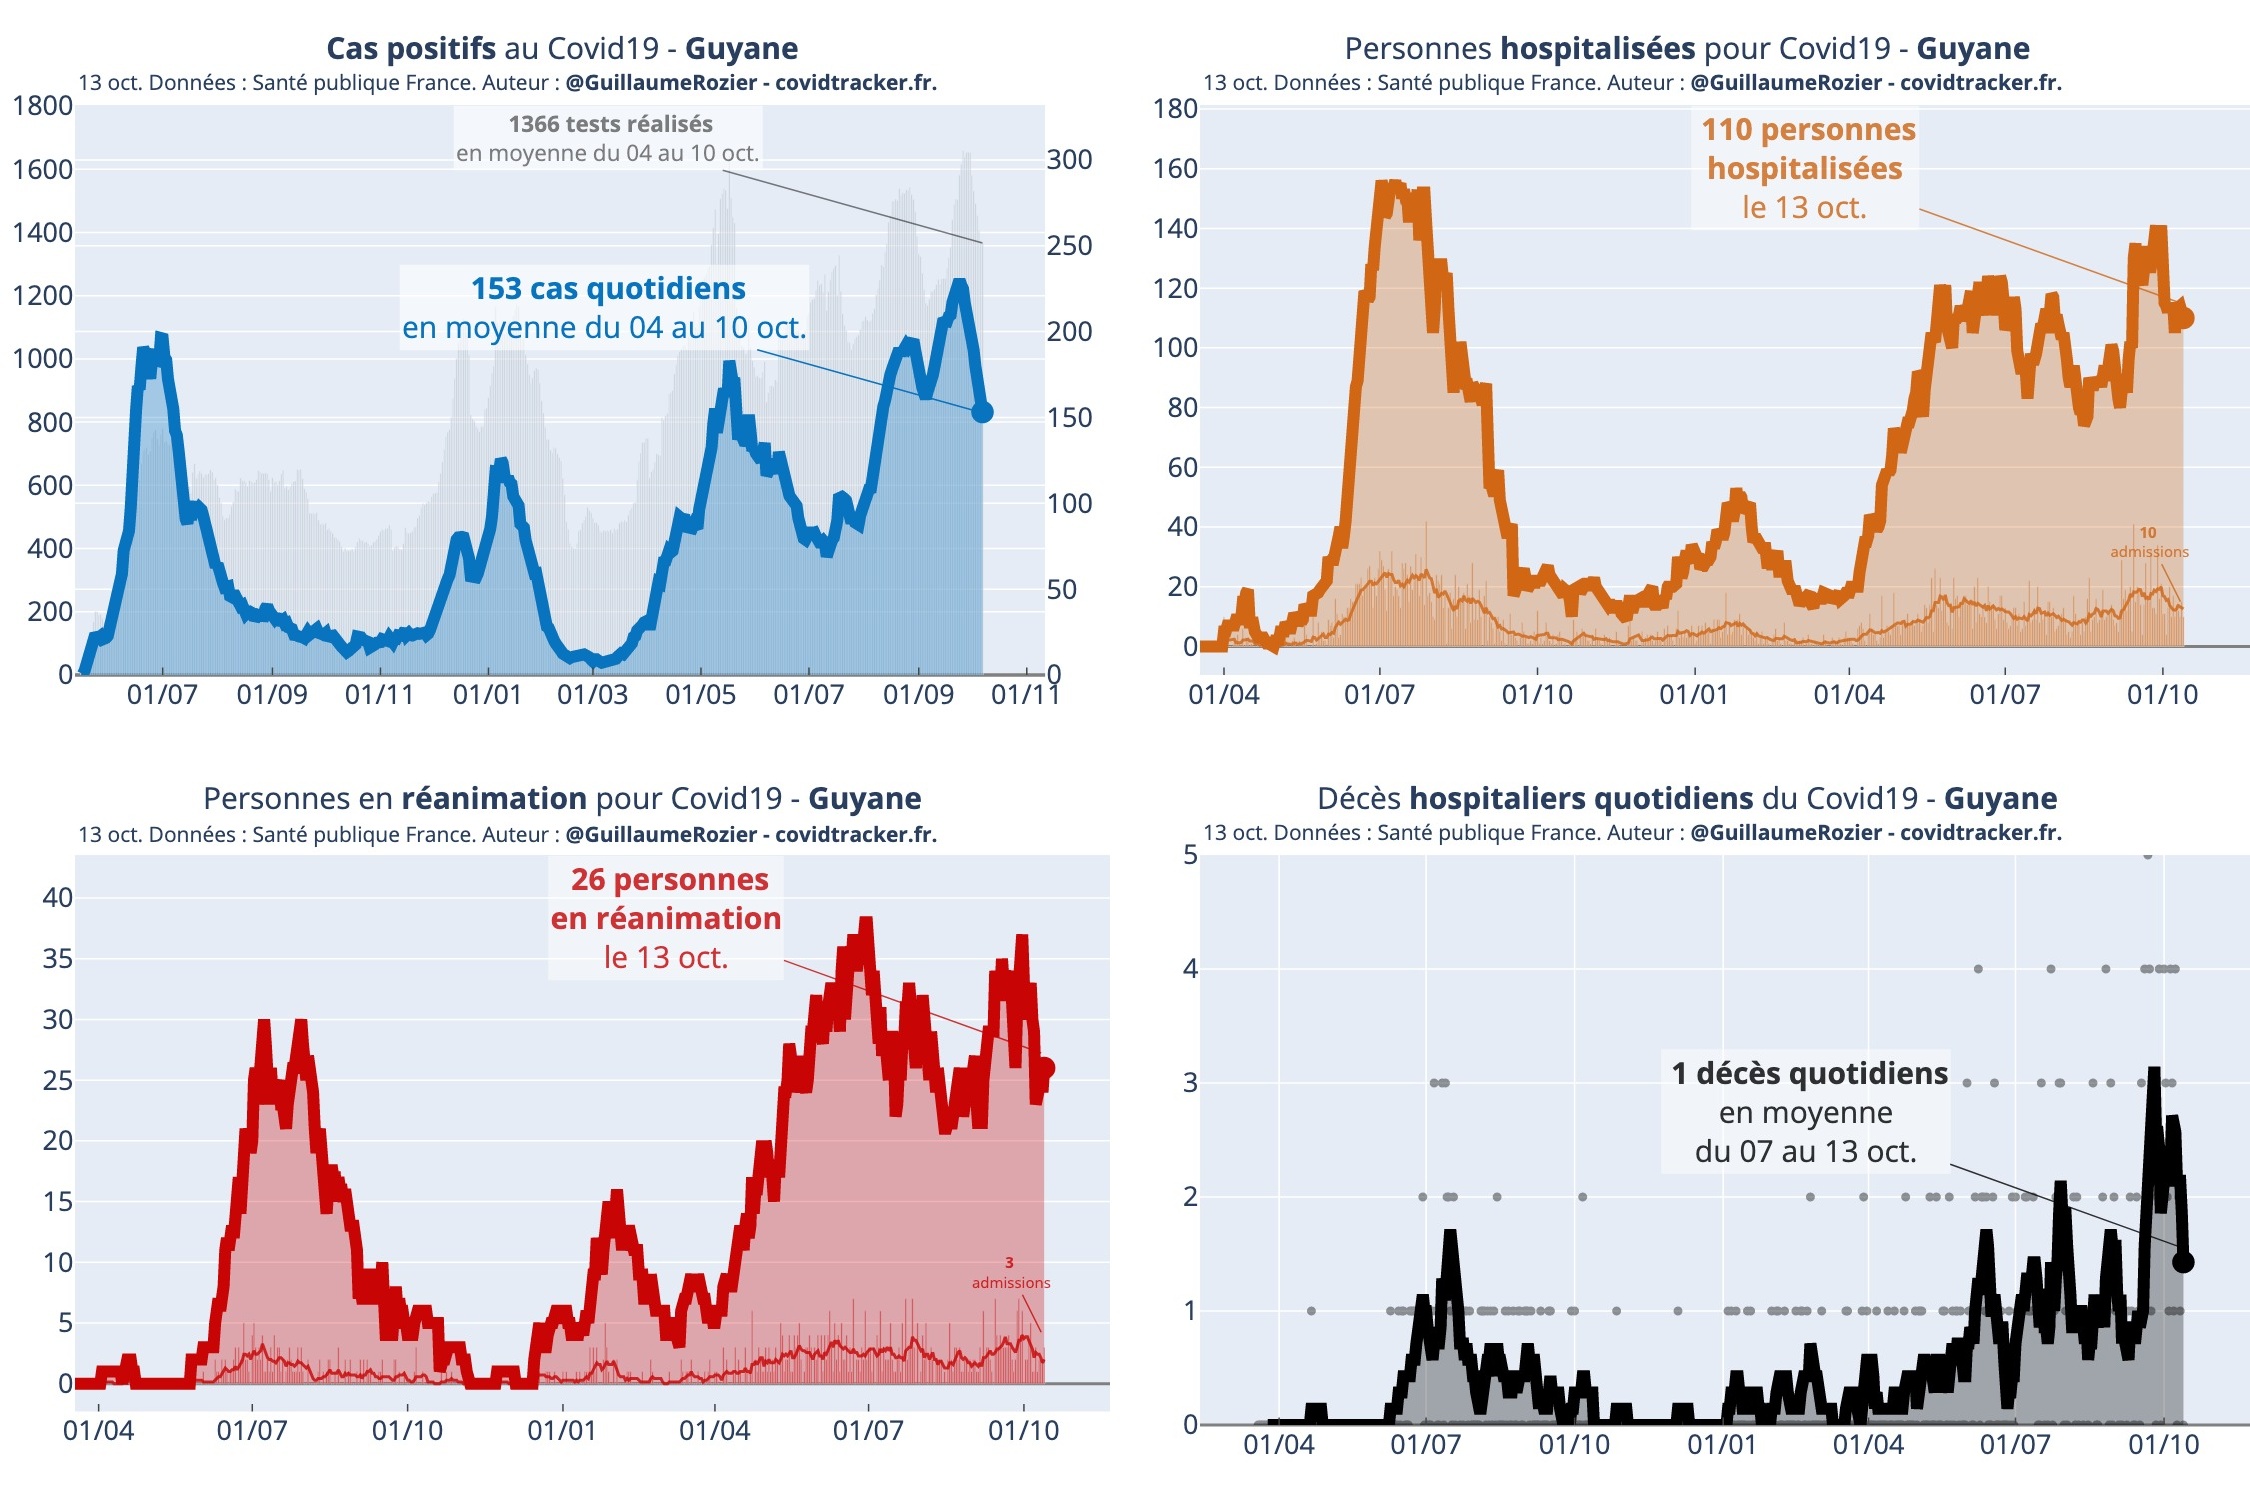 Cas positifs au Covid19 - Guyane
13 oct. Données : Santé publique France. Auteur : @GuillaumeRozier - covidtracker.fr.
1366 tests réalisés
en moyenne du 04 au 10 oct.
153 cas quotidiens
en moyenne du 04 au 10 oct.
1800
1600
1400
1200
1000
800
600
400
200
0
300
250
200
150
100
50
0
01/07 01/09 01/11 01/01 01/03 01/05 01/07 01/09 01/11
Personnes hospitalisées pour Covid19 - Guyane
13 oct. Données : Santé publique France. Auteur : @GuillaumeRozier - covidtracker.fr.
110 personnes
hospitalisées
le 13 oct.
10
admissions
180
160
140
120
100
80
60
40
20
0
01/04 01/07 01/10 01/01 01/04 01/07 01/10
Personnes en réanimation pour Covid19 - Guyane
13 oct. Données : Santé publique France. Auteur : @GuillaumeRozier - covidtracker.fr.
26 personnes
en réanimation
le 13 oct.
3
admissions
40
35
30
25
20
15
10
5
0
01/04 01/07 01/10 01/01 01/04 01/07 01/10
Décès hospitaliers quotidiens du Covid19 - Guyane
13 oct. Données : Santé publique France. Auteur : @GuillaumeRozier - covidtracker.fr.
1 décès quotidiens
en moyenne
du 07 au 13 oct.
5
4
3
2
1
0
01/04 01/07 01/10 01/01 01/04 01/07 01/10